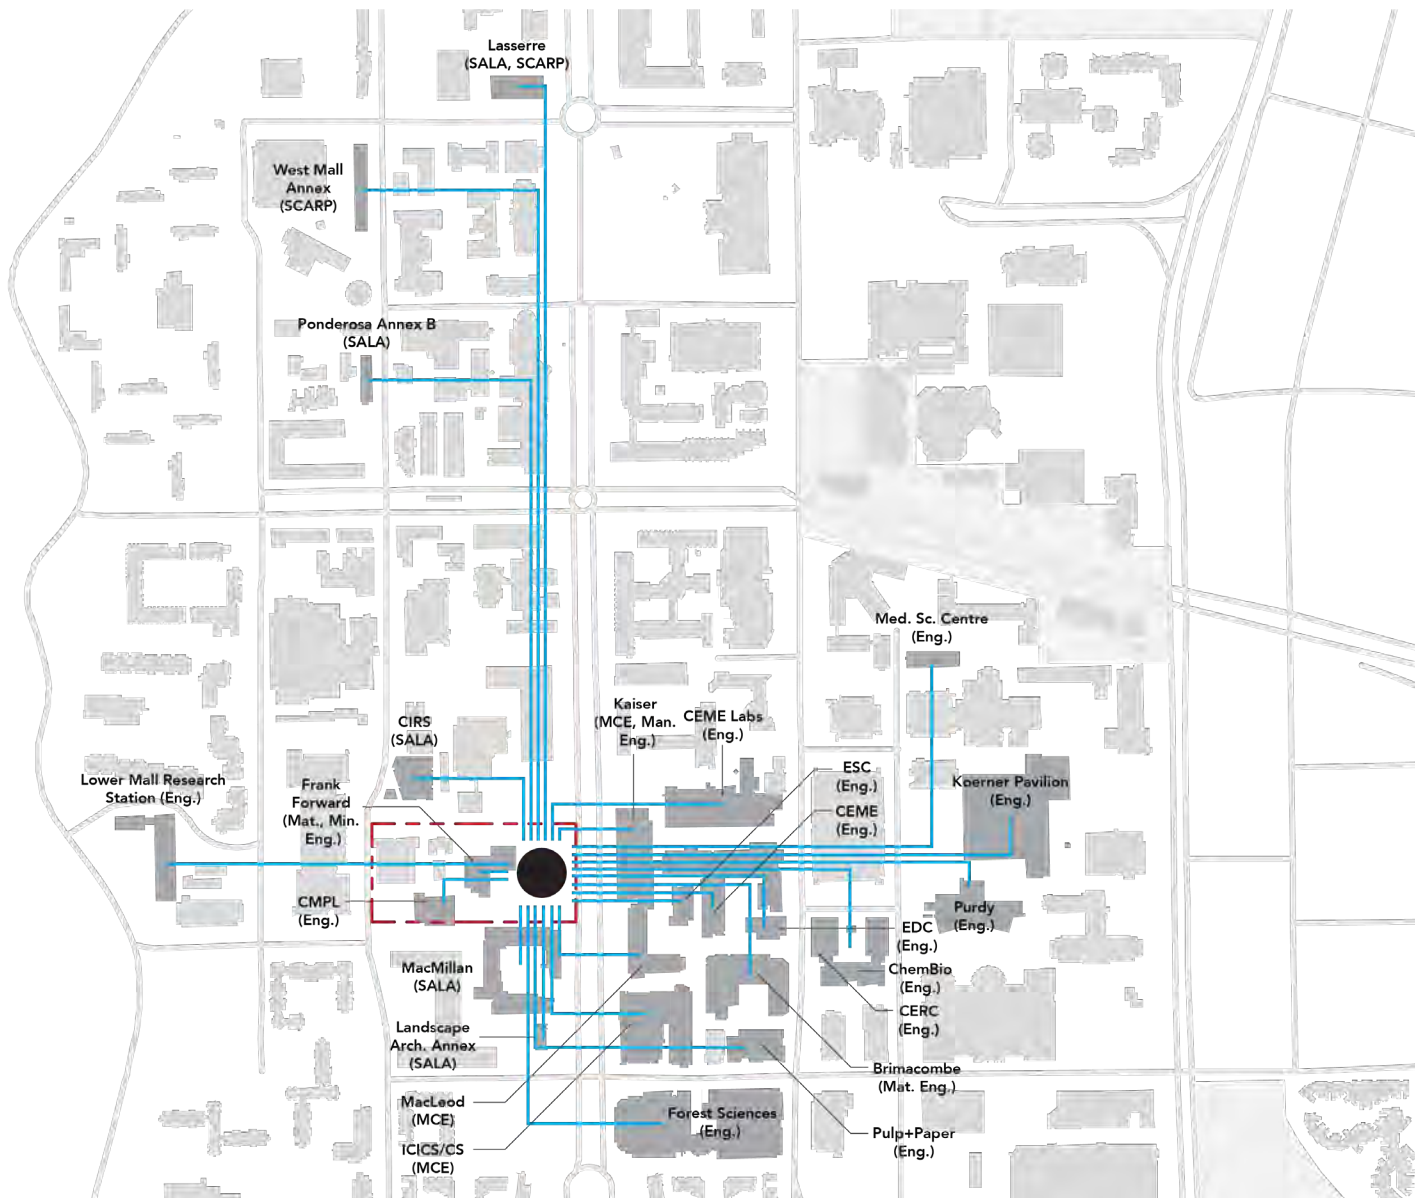 Lasserre
(SALA, SCARP)
West Mall
Annex
(SCARP)
Ponderosa Annex B
(SALA)
Med. Sc. Centre
(Eng.)
Kaiser
(MCE, Man.
Eng.)
CEME Labs
(Eng.)
CIRS
(SALA)
Lower Mall Research
Station (Eng.)
Frank
Forward
(Mat., Min.
Eng.)
ESC
(Eng.)
CEME
(Eng.)
Koerner Pavilion
(Eng.)
CMPL
(Eng.)
Purdy
(Eng.)
EDC
(Eng.)
MacMillan
(SALA)
ChemBio
(Eng.)
CERC
(Eng.)
Landscape
Arch. Annex
(SALA)
Brimacombe
(Mat. Eng.)
MacLeod
(MCE)
Forest Sciences
(Eng.)
Pulp+Paper
(Eng.)
ICICS/CS
(MCE)